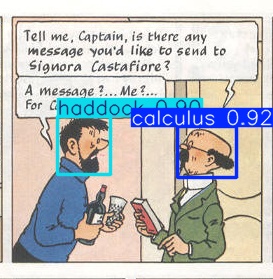 Tell me, Captain, is there any
message you'd like to send to
Signora Castafiore?
A message?... Me?...
For
haddock 0.90
calculus 0.92